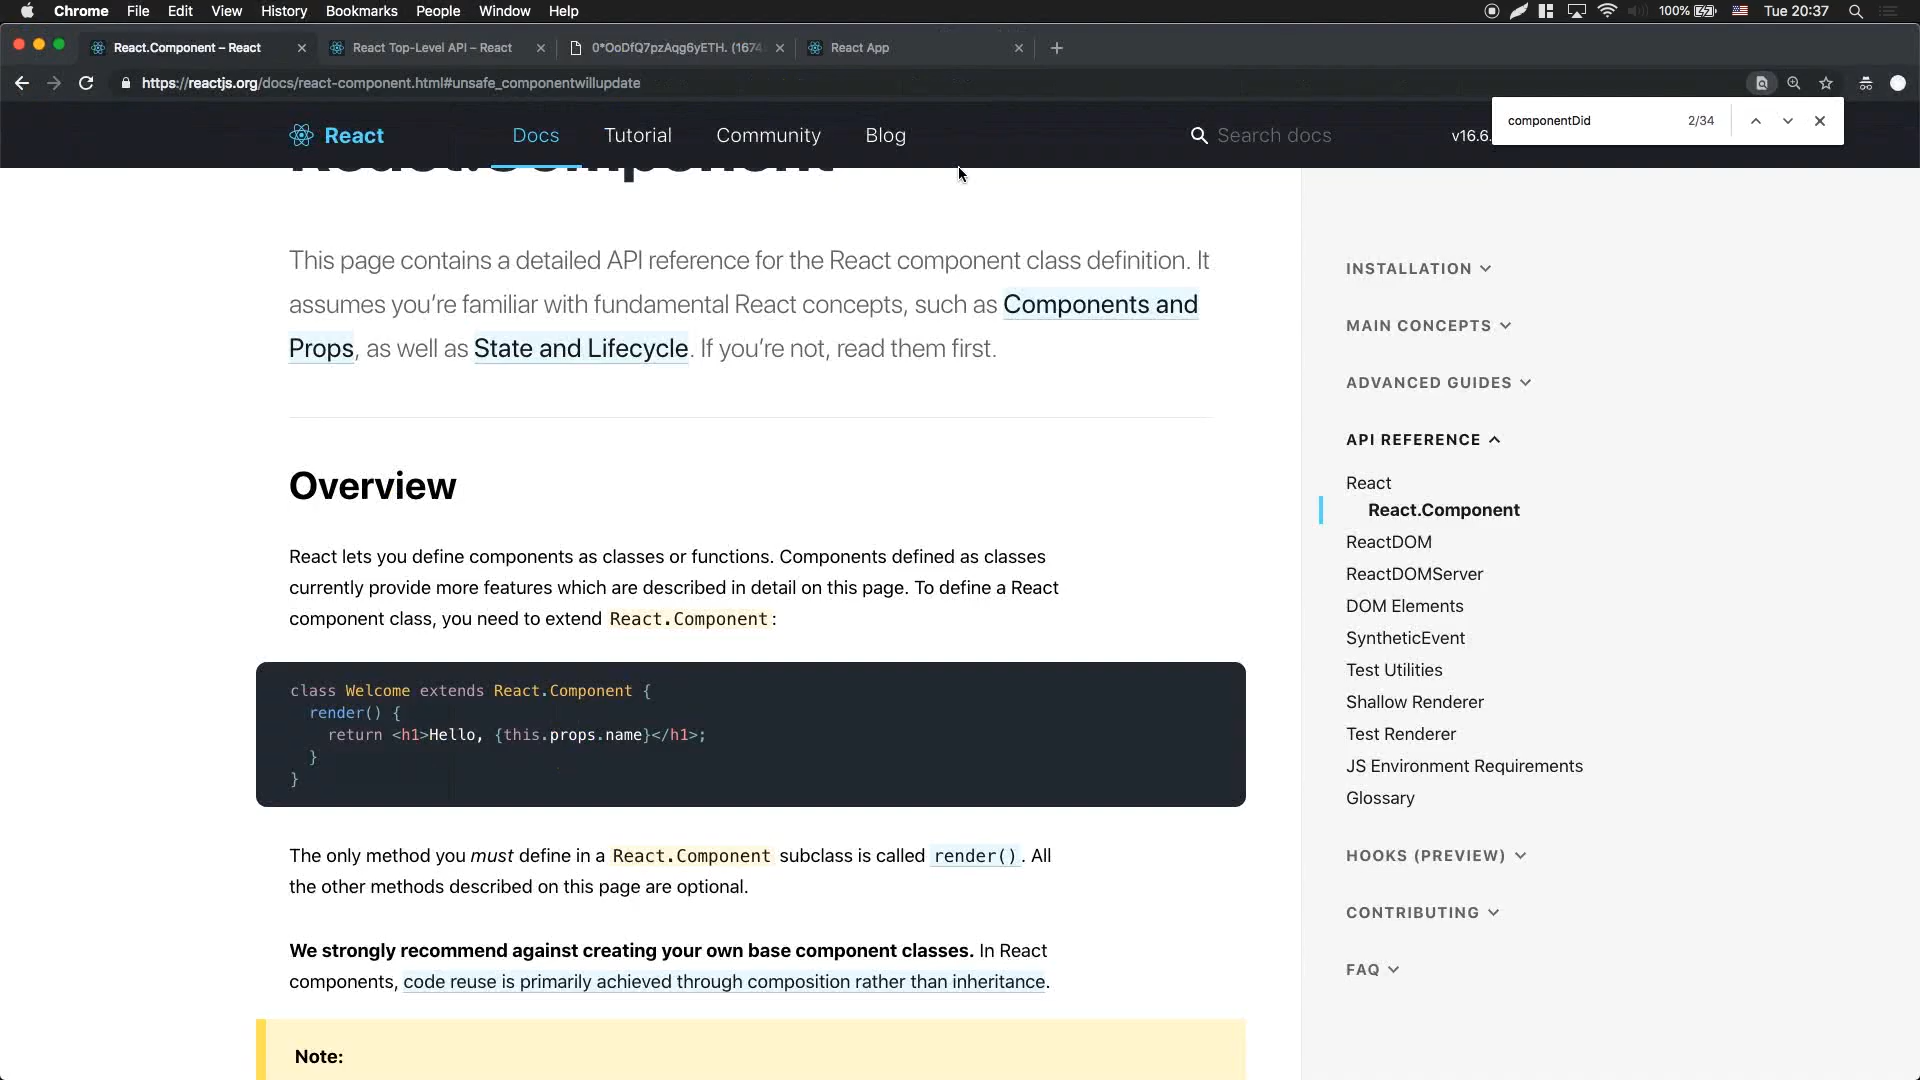 Chrome File Edit View History Bookmarks People Window Help 100% Tue 20:37
React.Component – React React Top-Level API – React 0*OoDfQ7pzAqg6yETH. (1674 React App
https://reactjs.org/docs/react-component.html#unsafe_componentwillupdate
componentDid 2/34
React Docs Tutorial Community Blog Search docs v16.6.
React.Component
This page contains a detailed API reference for the React component class definition. It
assumes you’re familiar with fundamental React concepts, such as Components and
Props, as well as State and Lifecycle. If you’re not, read them first.
Overview
React lets you define components as classes or functions. Components defined as classes
currently provide more features which are described in detail on this page. To define a React
component class, you need to extend React.Component:
class Welcome extends React.Component {
render() {
return <h1>Hello, {this.props.name}</h1>;
}
}
The only method you must define in a React.Component subclass is called render(). All
the other methods described on this page are optional.
We strongly recommend against creating your own base component classes. In React
components, code reuse is primarily achieved through composition rather than inheritance.
Note:
INSTALLATION
MAIN CONCEPTS
ADVANCED GUIDES
API REFERENCE
React
React.Component
ReactDOM
ReactDOMServer
DOM Elements
SyntheticEvent
Test Utilities
Shallow Renderer
Test Renderer
JS Environment Requirements
Glossary
HOOKS (PREVIEW)
CONTRIBUTING
FAQ